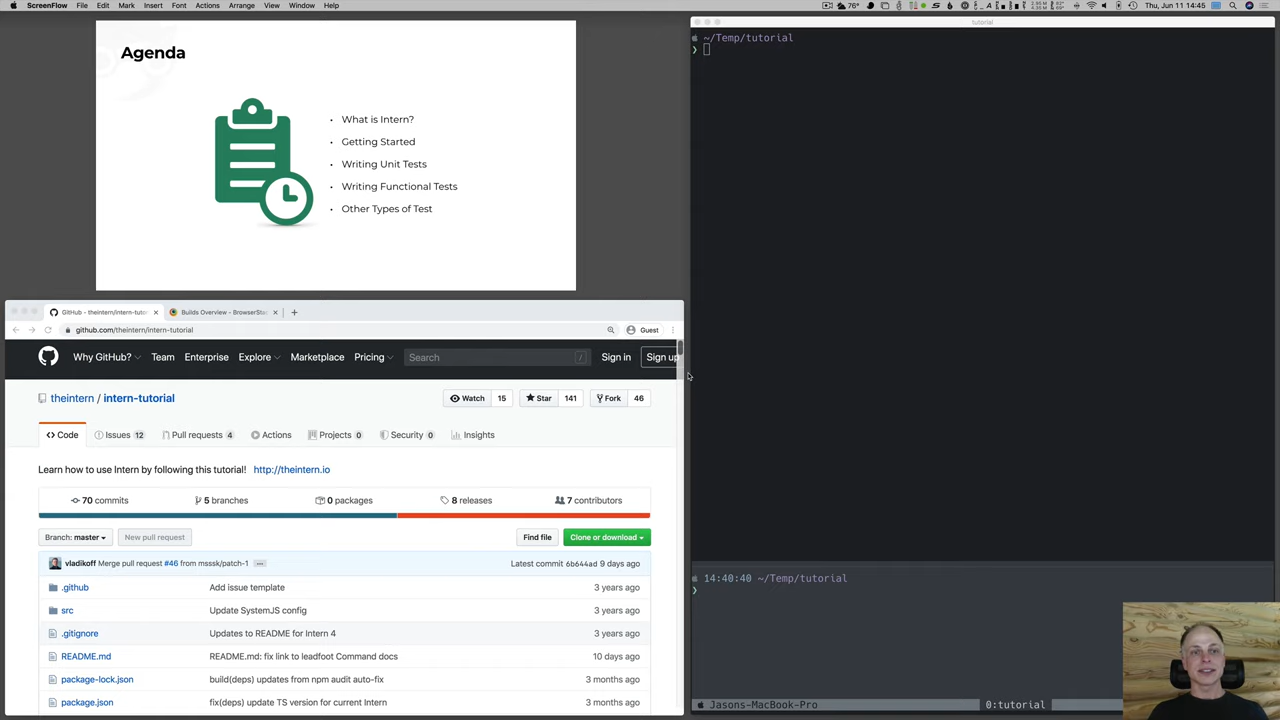 ScreenFlow File Edit Mark Insert Font Actions Arrange View Window Help
76° Thu, Jun 11 14:45
Agenda
• What is Intern?
• Getting Started
• Writing Unit Tests
• Writing Functional Tests
• Other Types of Test
GitHub - theintern/intern-tuto × Builds Overview - BrowserSta × +
github.com/theintern/intern-tutorial Guest
Why GitHub? Team Enterprise Explore Marketplace Pricing Search / Sign in Sign up
theintern / intern-tutorial Watch 15 Star 141 Fork 46
<> Code Issues 12 Pull requests 4 Actions Projects 0 Security 0 Insights
Learn how to use Intern by following this tutorial! http://theintern.io
70 commits 5 branches 0 packages 8 releases 7 contributors
Branch: master New pull request Find file Clone or download
vladikoff Merge pull request #46 from msssk/patch-1 ... Latest commit 6b644ad 9 days ago
.github Add issue template 3 years ago
src Update SystemJS config 3 years ago
.gitignore Updates to README for Intern 4 3 years ago
README.md README.md: fix link to leadfoot Command docs 10 days ago
package-lock.json build(deps) updates from npm audit auto-fix 3 months ago
package.json fix(deps) update TS version for current Intern 3 months ago
tutorial
~/Temp/tutorial
❯
14:40:40 ~/Temp/tutorial
❯
Jasons-MacBook-Pro 0:tutorial